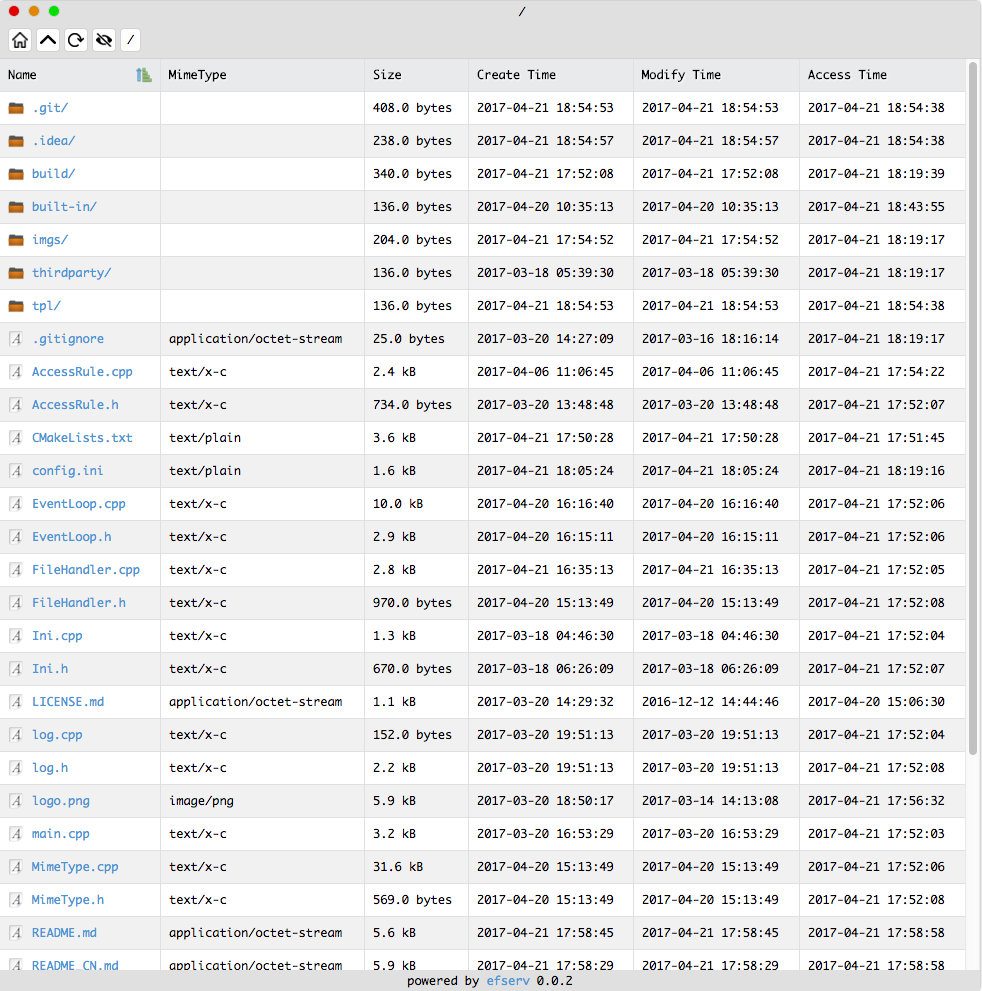 /
/
Name MimeType Size Create Time Modify Time Access Time
.git/ 408.0 bytes 2017-04-21 18:54:53 2017-04-21 18:54:53 2017-04-21 18:54:38
.idea/ 238.0 bytes 2017-04-21 18:54:57 2017-04-21 18:54:57 2017-04-21 18:54:38
build/ 340.0 bytes 2017-04-21 17:52:08 2017-04-21 17:52:08 2017-04-21 18:19:39
built-in/ 136.0 bytes 2017-04-20 10:35:13 2017-04-20 10:35:13 2017-04-21 18:43:55
imgs/ 204.0 bytes 2017-04-21 17:54:52 2017-04-21 17:54:52 2017-04-21 18:19:17
thirdparty/ 136.0 bytes 2017-03-18 05:39:30 2017-03-18 05:39:30 2017-04-21 18:19:17
tpl/ 136.0 bytes 2017-04-21 18:54:53 2017-04-21 18:54:53 2017-04-21 18:54:38
.gitignore application/octet-stream 25.0 bytes 2017-03-20 14:27:09 2017-03-16 18:16:14 2017-04-21 18:19:17
AccessRule.cpp text/x-c 2.4 kB 2017-04-06 11:06:45 2017-04-06 11:06:45 2017-04-21 17:54:22
AccessRule.h text/x-c 734.0 bytes 2017-03-20 13:48:48 2017-03-20 13:48:48 2017-04-21 17:52:07
CMakeLists.txt text/plain 3.6 kB 2017-04-21 17:50:28 2017-04-21 17:50:28 2017-04-21 17:51:45
config.ini text/plain 1.6 kB 2017-04-21 18:05:24 2017-04-21 18:05:24 2017-04-21 18:19:16
EventLoop.cpp text/x-c 10.0 kB 2017-04-20 16:16:40 2017-04-20 16:16:40 2017-04-21 17:52:06
EventLoop.h text/x-c 2.9 kB 2017-04-20 16:15:11 2017-04-20 16:15:11 2017-04-21 17:52:06
FileHandler.cpp text/x-c 2.8 kB 2017-04-21 16:35:13 2017-04-21 16:35:13 2017-04-21 17:52:05
FileHandler.h text/x-c 970.0 bytes 2017-04-20 15:13:49 2017-04-20 15:13:49 2017-04-21 17:52:08
Ini.cpp text/x-c 1.3 kB 2017-03-18 04:46:30 2017-03-18 04:46:30 2017-04-21 17:52:04
Ini.h text/x-c 670.0 bytes 2017-03-18 06:26:09 2017-03-18 06:26:09 2017-04-21 17:52:07
LICENSE.md application/octet-stream 1.1 kB 2017-03-20 14:29:32 2016-12-12 14:44:46 2017-04-20 15:06:30
log.cpp text/x-c 152.0 bytes 2017-03-20 19:51:13 2017-03-20 19:51:13 2017-04-21 17:52:04
log.h text/x-c 2.2 kB 2017-03-20 19:51:13 2017-03-20 19:51:13 2017-04-21 17:52:08
logo.png image/png 5.9 kB 2017-03-20 18:50:17 2017-03-14 14:13:08 2017-04-21 17:56:32
main.cpp text/x-c 3.2 kB 2017-03-20 16:53:29 2017-03-20 16:53:29 2017-04-21 17:52:03
MimeType.cpp text/x-c 31.6 kB 2017-04-20 15:13:49 2017-04-20 15:13:49 2017-04-21 17:52:06
MimeType.h text/x-c 569.0 bytes 2017-04-20 15:13:49 2017-04-20 15:13:49 2017-04-21 17:52:08
README.md application/octet-stream 5.6 kB 2017-04-21 17:58:45 2017-04-21 17:58:45 2017-04-21 17:58:58
README_CN.md application/octet-stream 5.9 kB 2017-04-21 17:58:29 2017-04-21 17:58:29 2017-04-21 17:58:58
powered by efserv 0.0.2